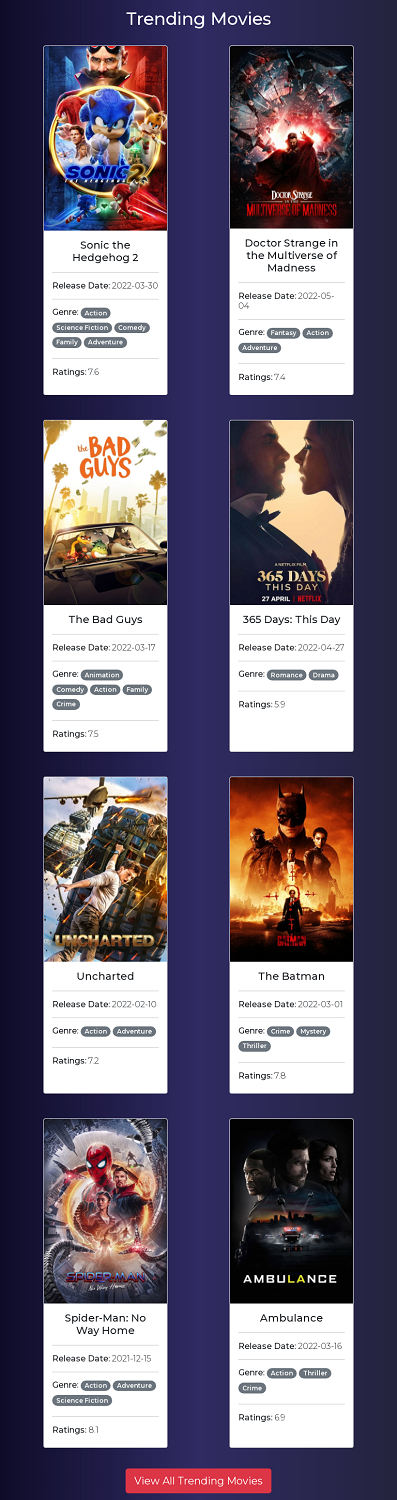 Trending Movies
SONIC 2
THE HEDGEHOG
Sonic the
Hedgehog 2
Release Date: 2022-03-30
Genre: Action
Science Fiction Comedy
Family Adventure
Ratings: 7.6
DOCTOR STRANGE
IN THE
MULTIVERSE OF MADNESS
Doctor Strange in
the Multiverse of
Madness
Release Date: 2022-05-
04
Genre: Fantasy Action
Adventure
Ratings: 7.4
the BAD
GUYS
The Bad Guys
Release Date: 2022-03-17
Genre: Animation
Comedy Action Family
Crime
Ratings: 7.5
A NETFLIX FILM
365 DAYS
THIS DAY
27 APRIL | NETFLIX
365 Days: This Day
Release Date: 2022-04-27
Genre: Romance Drama
Ratings: 5.9
UNCHARTED
Uncharted
Release Date: 2022-02-10
Genre: Action Adventure
Ratings: 7.2
BATMAN
The Batman
Release Date: 2022-03-01
Genre: Crime Mystery
Thriller
Ratings: 7.8
SPIDER-MAN
No Way Home
Spider-Man: No
Way Home
Release Date: 2021-12-15
Genre: Action Adventure
Science Fiction
Ratings: 8.1
AMBULANCE
Ambulance
Release Date: 2022-03-16
Genre: Action Thriller
Crime
Ratings: 6.9
View All Trending Movies